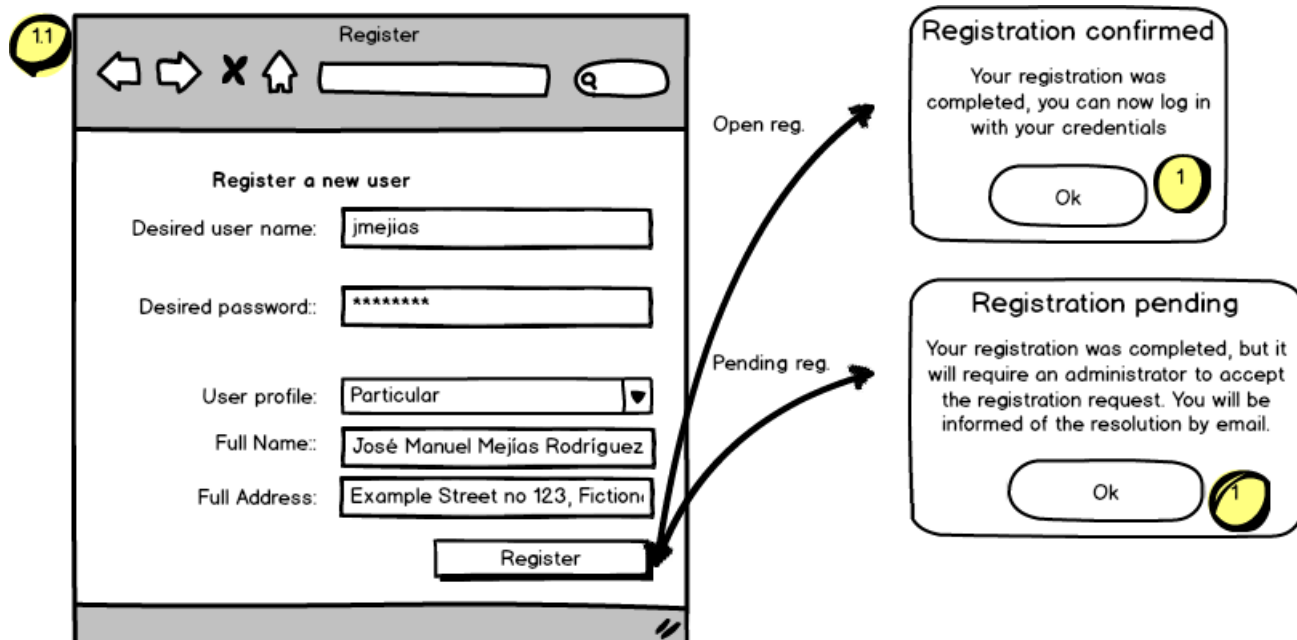 1.1
Register
Register a new user
Desired user name:
jmejias
Desired password::
********
User profile:
Particular
Full Name::
José Manuel Mejías Rodríguez
Full Address:
Example Street no 123, Fiction
Register
Open reg.
Pending reg.
Registration confirmed
Your registration was
completed, you can now log in
with your credentials
Ok
1
Registration pending
Your registration was completed, but it
will require an administrator to accept
the registration request. You will be
informed of the resolution by email.
Ok
1